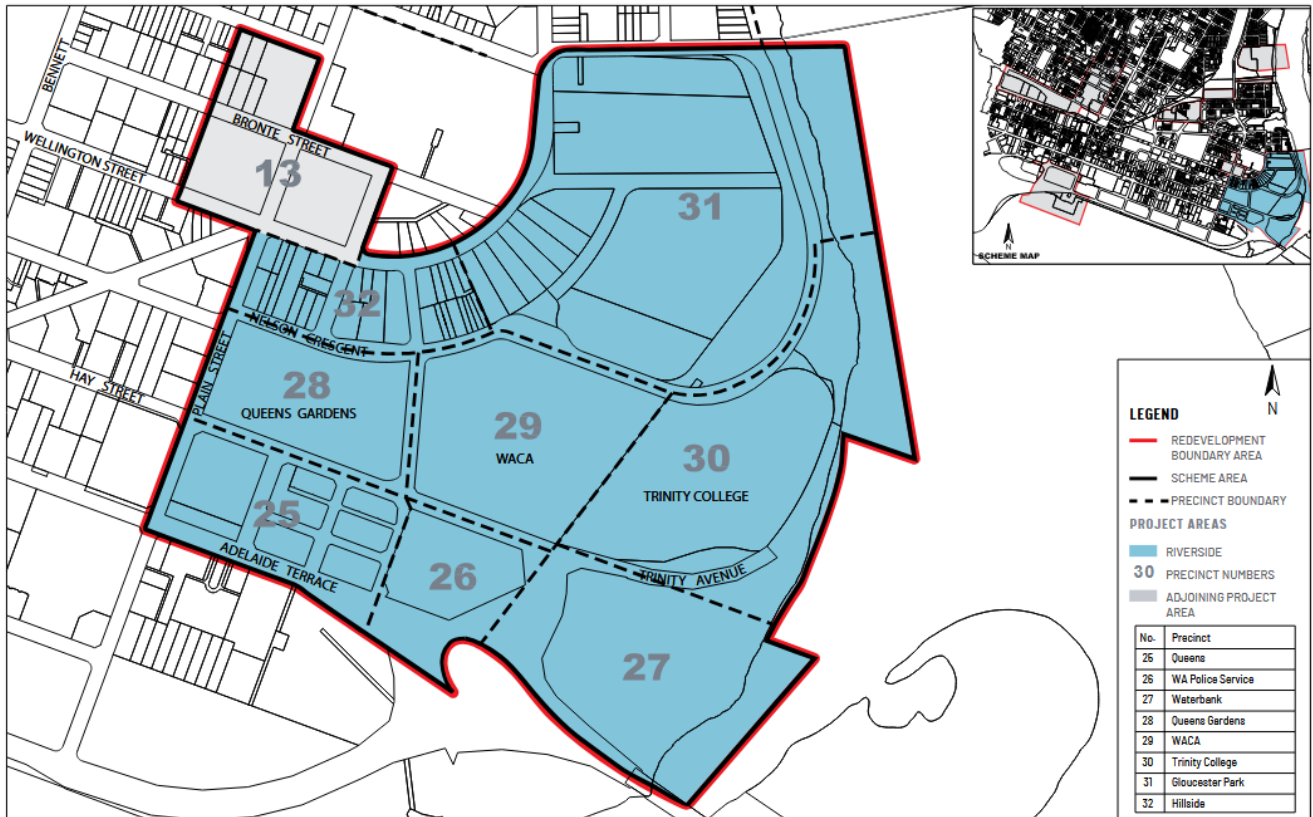 BENNETT
WELLINGTON STREET
BRONTE STREET
13
31
32
NELSON CRESCENT
PLAIN STREET
HAY STREET
28
QUEENS GARDENS
29
WACA
30
TRINITY COLLEGE
25
ADELAIDE TERRACE
26
TRINITY AVENUE
27
N
SCHEME MAP
N
LEGEND
REDEVELOPMENT
BOUNDARY AREA
SCHEME AREA
PRECINCT BOUNDARY
PROJECT AREAS
RIVERSIDE
30 PRECINCT NUMBERS
ADJOINING PROJECT
AREA
No. Precinct
25 Queens
26 WA Police Service
27 Waterbank
28 Queens Gardens
29 WACA
30 Trinity College
31 Gloucester Park
32 Hillside